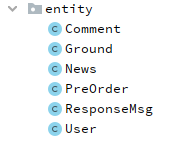 entity
C Comment
C Ground
C News
C PreOrder
C ResponseMsg
C User